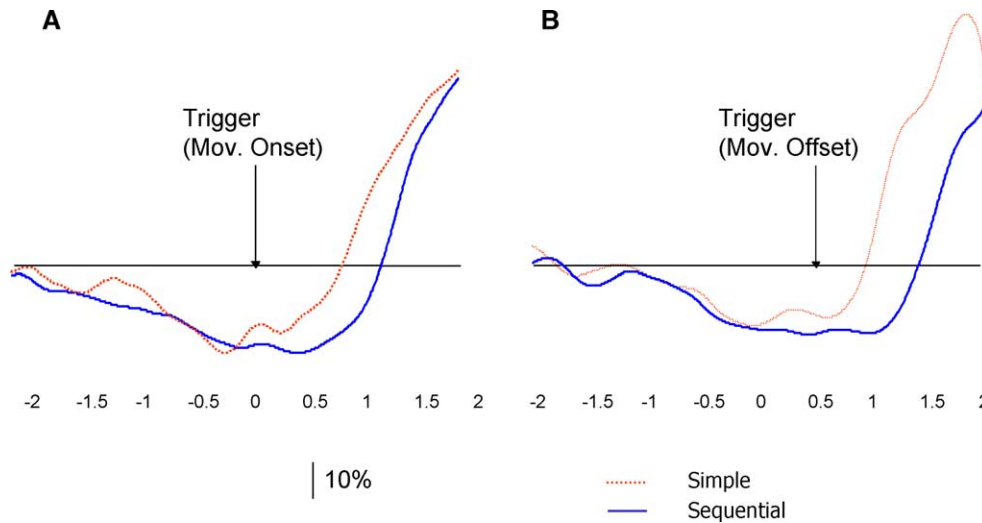 A
B
Trigger
(Mov. Onset)
Trigger
(Mov. Offset)
-2 -1.5 -1 -0.5 0 0.5 1 1.5 2
-2 -1.5 -1 -0.5 0 0.5 1 1.5 2
10%
Simple
Sequential